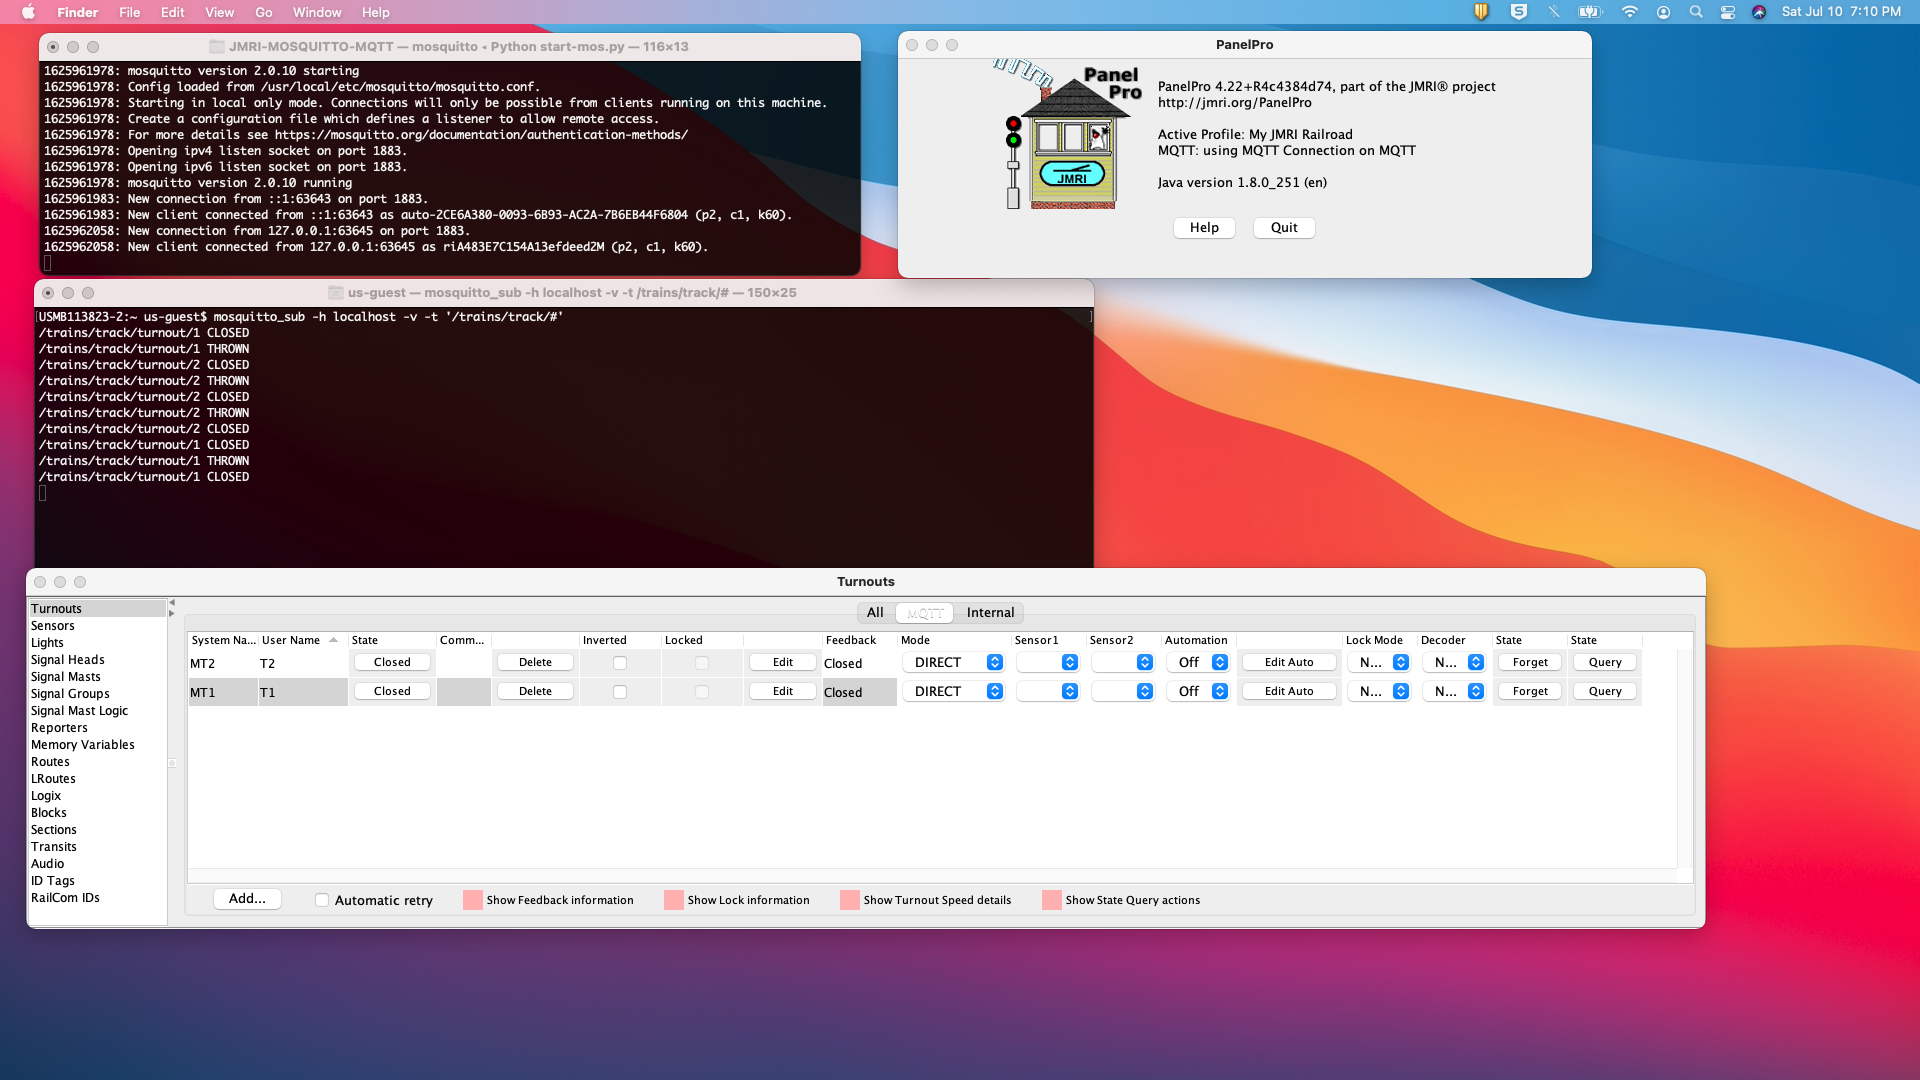 Finder File Edit View Go Window Help
Sat Jul 10 7:10 PM
JMRI-MOSQUITTO-MQTT — mosquitto ◂ Python start-mos.py — 116×13
1625961978: mosquitto version 2.0.10 starting
1625961978: Config loaded from /usr/local/etc/mosquitto/mosquitto.conf.
1625961978: Starting in local only mode. Connections will only be possible from clients running on this machine.
1625961978: Create a configuration file which defines a listener to allow remote access.
1625961978: For more details see https://mosquitto.org/documentation/authentication-methods/
1625961978: Opening ipv4 listen socket on port 1883.
1625961978: Opening ipv6 listen socket on port 1883.
1625961978: mosquitto version 2.0.10 running
1625961983: New connection from ::1:63643 on port 1883.
1625961983: New client connected from ::1:63643 as auto-2CE6A380-0093-6B93-AC2A-7B6EB44F6804 (p2, c1, k60).
1625962058: New connection from 127.0.0.1:63645 on port 1883.
1625962058: New client connected from 127.0.0.1:63645 as riA483E7C154A13efdeed2M (p2, c1, k60).
PanelPro
Panel
Pro
JMRI
PanelPro 4.22+R4c4384d74, part of the JMRI® project
http://jmri.org/PanelPro
Active Profile: My JMRI Railroad
MQTT: using MQTT Connection on MQTT
Java version 1.8.0_251 (en)
Help Quit
us-guest — mosquitto_sub -h localhost -v -t /trains/track/# — 150×25
[USMB113823-2:~ us-guest$ mosquitto_sub -h localhost -v -t '/trains/track/#' ]
/trains/track/turnout/1 CLOSED
/trains/track/turnout/1 THROWN
/trains/track/turnout/2 CLOSED
/trains/track/turnout/2 THROWN
/trains/track/turnout/2 CLOSED
/trains/track/turnout/2 THROWN
/trains/track/turnout/2 CLOSED
/trains/track/turnout/1 CLOSED
/trains/track/turnout/1 THROWN
/trains/track/turnout/1 CLOSED
Turnouts
Turnouts
Sensors
Lights
Signal Heads
Signal Masts
Signal Groups
Signal Mast Logic
Reporters
Memory Variables
Routes
LRoutes
Logix
Blocks
Sections
Transits
Audio
ID Tags
RailCom IDs
All MQTT Internal
System Na... User Name State Comm... Inverted Locked Feedback Mode Sensor1 Sensor2 Automation Lock Mode Decoder State State
MT2 T2 Closed Delete Edit Closed DIRECT Off Edit Auto N... N... Forget Query
MT1 T1 Closed Delete Edit Closed DIRECT Off Edit Auto N... N... Forget Query
Add... Automatic retry Show Feedback information Show Lock information Show Turnout Speed details Show State Query actions